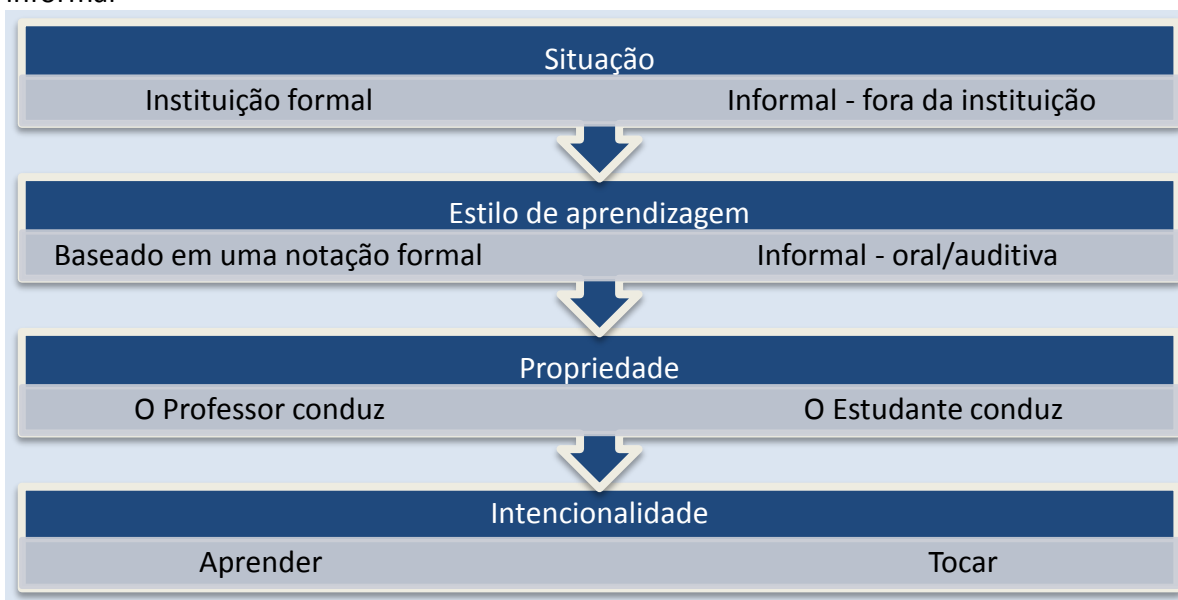 Informal
Situação
Instituição formal Informal - fora da instituição
Estilo de aprendizagem
Baseado em uma notação formal Informal - oral/auditiva
Propriedade
O Professor conduz O Estudante conduz
Intencionalidade
Aprender Tocar